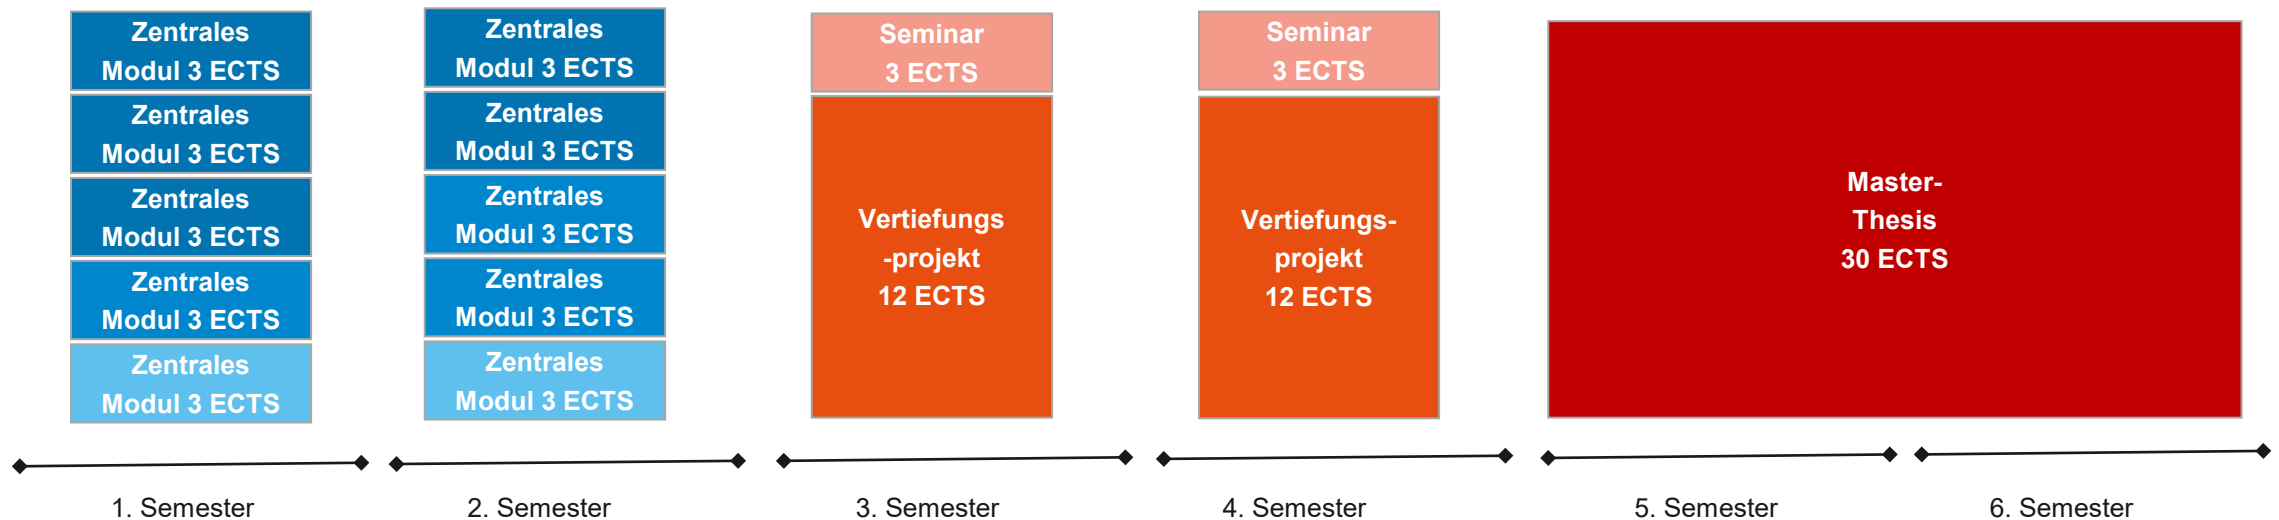 Zentrales
Modul 3 ECTS
Zentrales
Modul 3 ECTS
Zentrales
Modul 3 ECTS
Zentrales
Modul 3 ECTS
Zentrales
Modul 3 ECTS
Zentrales
Modul 3 ECTS
Zentrales
Modul 3 ECTS
Zentrales
Modul 3 ECTS
Zentrales
Modul 3 ECTS
Zentrales
Modul 3 ECTS
Seminar
3 ECTS
Vertiefungs
-projekt
12 ECTS
Seminar
3 ECTS
Vertiefungs-
projekt
12 ECTS
Master-
Thesis
30 ECTS
1. Semester
2. Semester
3. Semester
4. Semester
5. Semester
6. Semester